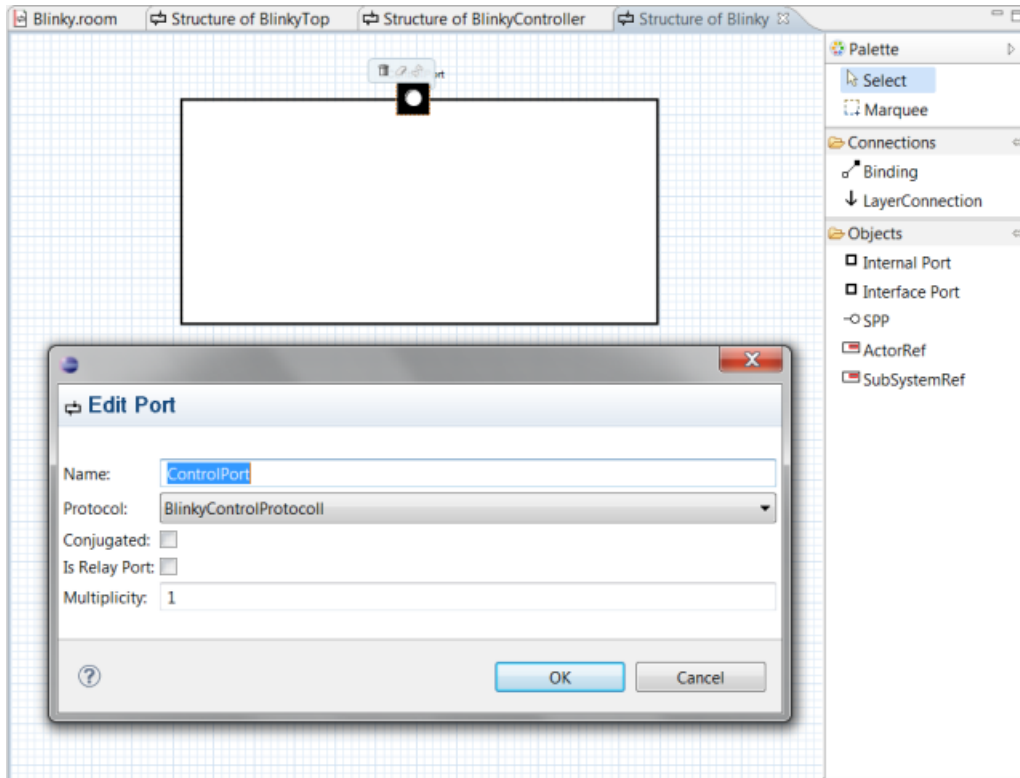 Blinky.room Structure of BlinkyTop Structure of BlinkyController Structure of Blinky
Palette
Select
Marquee
Connections
Binding
LayerConnection
Objects
Internal Port
Interface Port
SPP
ActorRef
SubSystemRef
Edit Port
Name: ControlPort
Protocol: BlinkyControlProtocoll
Conjugated:
Is Relay Port:
Multiplicity: 1
OK Cancel